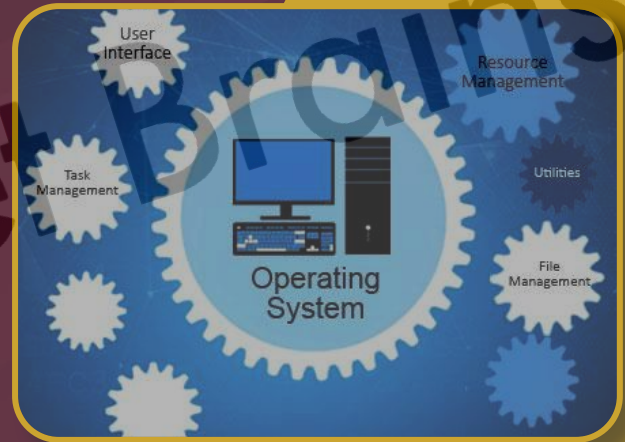 User
Interface
Resource
Management
Task
Management
Utilities
Operating
System
File
Management